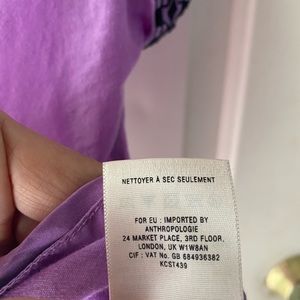 NETTOYER À SEC SEULEMENT
FOR EU : IMPORTED BY
ANTHROPOLOGIE
24 MARKET PLACE, 3RD FLOOR,
LONDON, UK W1W8AN
CIF : VAT No. GB 684936382
KCST439